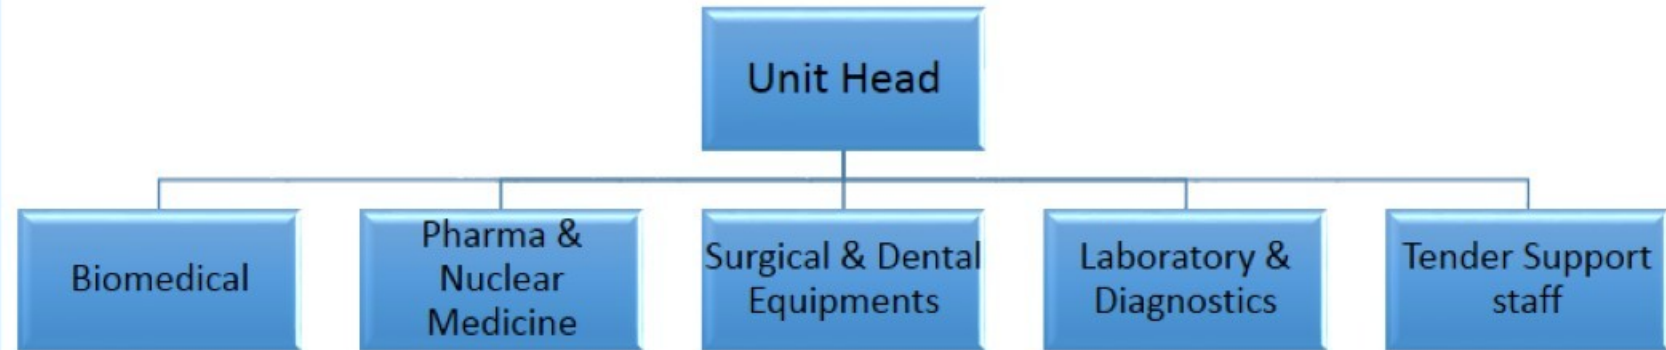 Unit Head
Biomedical
Pharma &
Nuclear
Medicine
Surgical & Dental
Equipments
Laboratory &
Diagnostics
Tender Support
staff